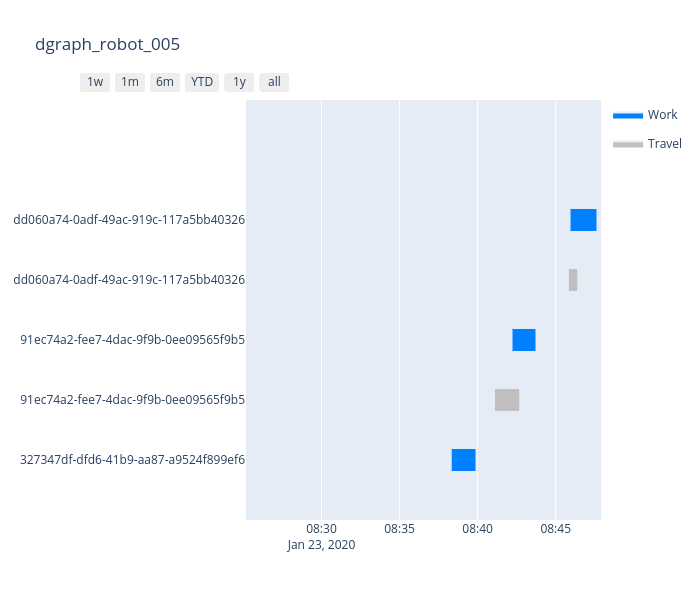 dgraph_robot_005
1w 1m 6m YTD 1y all
Work
Travel
dd060a74-0adf-49ac-919c-117a5bb40326
dd060a74-0adf-49ac-919c-117a5bb40326
91ec74a2-fee7-4dac-9f9b-0ee09565f9b5
91ec74a2-fee7-4dac-9f9b-0ee09565f9b5
327347df-dfd6-41b9-aa87-a9524f899ef6
08:30 08:35 08:40 08:45
Jan 23, 2020